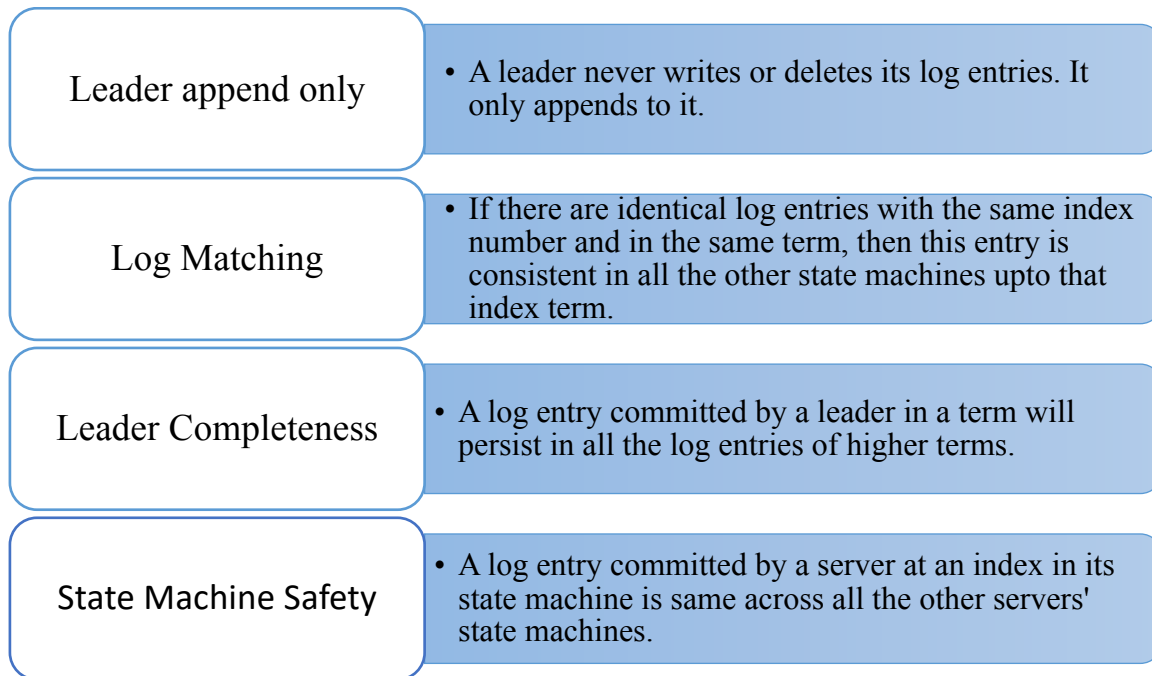 Leader append only
• A leader never writes or deletes its log entries. It
only appends to it.
Log Matching
• If there are identical log entries with the same index
number and in the same term, then this entry is
consistent in all the other state machines upto that
index term.
Leader Completeness
• A log entry committed by a leader in a term will
persist in all the log entries of higher terms.
State Machine Safety
• A log entry committed by a server at an index in its
state machine is same across all the other servers'
state machines.